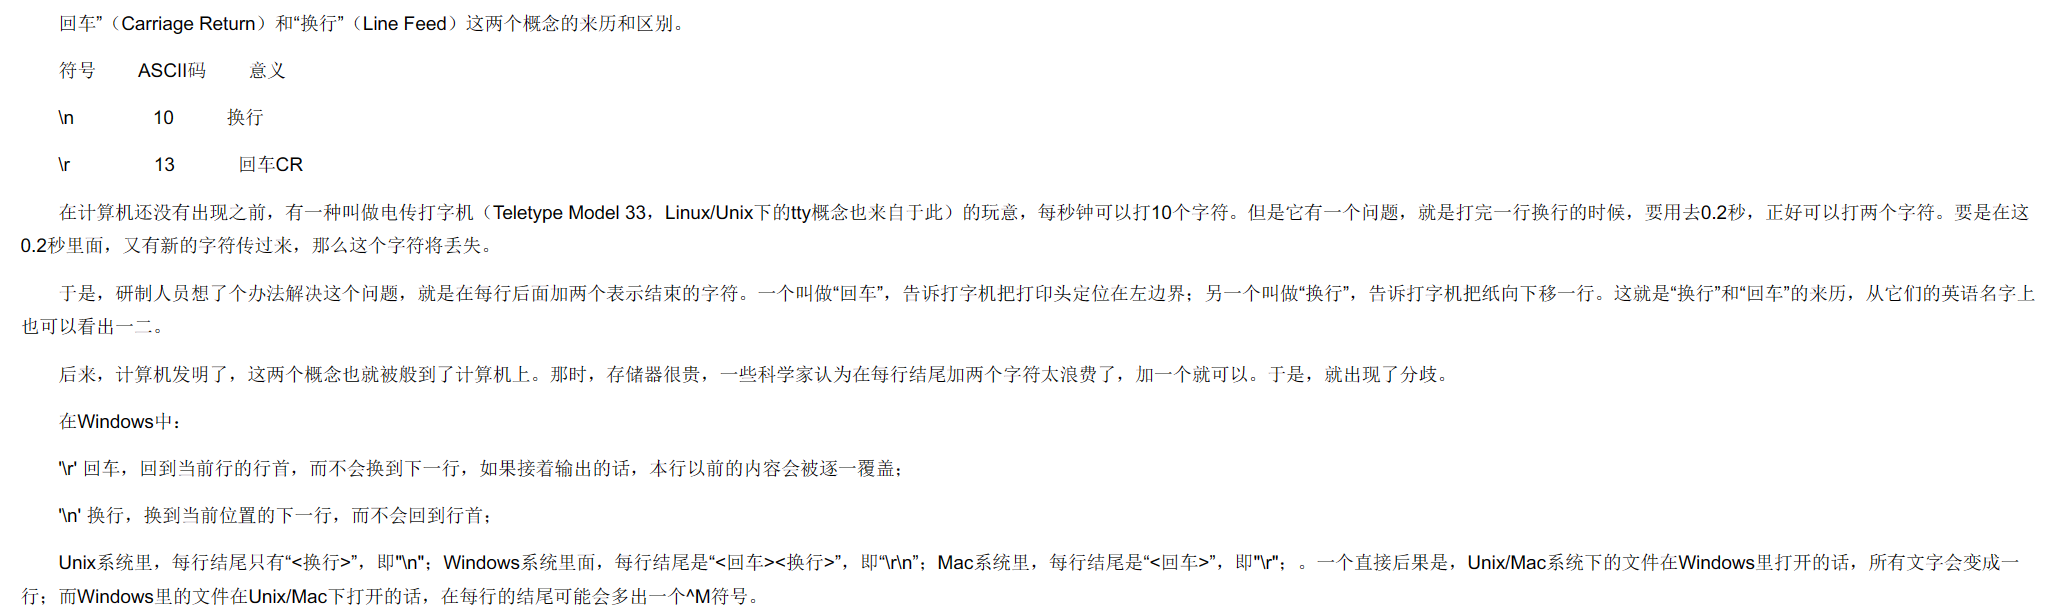 回车”（Carriage Return）和“换行”（Line Feed）这两个概念的来历和区别。
符号 ASCII码 意义
\n 10 换行
\r 13 回车CR
在计算机还没有出现之前，有一种叫做电传打字机（Teletype Model 33，Linux/Unix下的tty概念也来自于此）的玩意，每秒钟可以打10个字符。但是它有一个问题，就是打完一行换行的时候，要用去0.2秒，正好可以打两个字符。要是在这
0.2秒里面，又有新的字符传过来，那么这个字符将丢失。
于是，研制人员想了个办法解决这个问题，就是在每行后面加两个表示结束的字符。一个叫做“回车”，告诉打字机把打印头定位在左边界；另一个叫做“换行”，告诉打字机把纸向下移一行。这就是“换行”和“回车”的来历，从它们的英语名字上
也可以看出一二。
后来，计算机发明了，这两个概念也就被般到了计算机上。那时，存储器很贵，一些科学家认为在每行结尾加两个字符太浪费了，加一个就可以。于是，就出现了分歧。
在Windows中：
'\r' 回车，回到当前行的行首，而不会换到下一行，如果接着输出的话，本行以前的内容会被逐一覆盖；
'\n' 换行，换到当前位置的下一行，而不会回到行首；
Unix系统里，每行结尾只有“<换行>”，即"\n"；Windows系统里面，每行结尾是“<回车><换行>”，即“\r\n”；Mac系统里，每行结尾是“<回车>”，即"\r"；。一个直接后果是，Unix/Mac系统下的文件在Windows里打开的话，所有文字会变成一
行；而Windows里的文件在Unix/Mac下打开的话，在每行的结尾可能会多出一个^M符号。